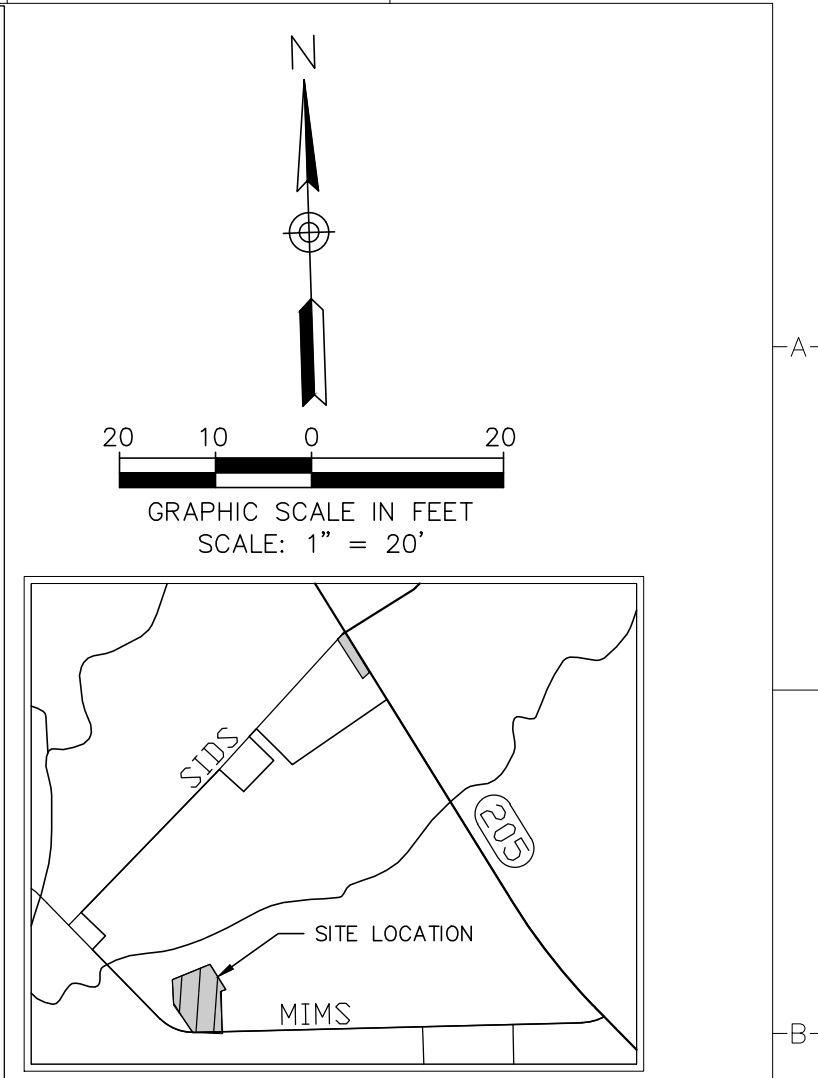 N
A
20 10 0 20
GRAPHIC SCALE IN FEET
SCALE: 1" = 20'
SIDS
205
SITE LOCATION
MIMS
B